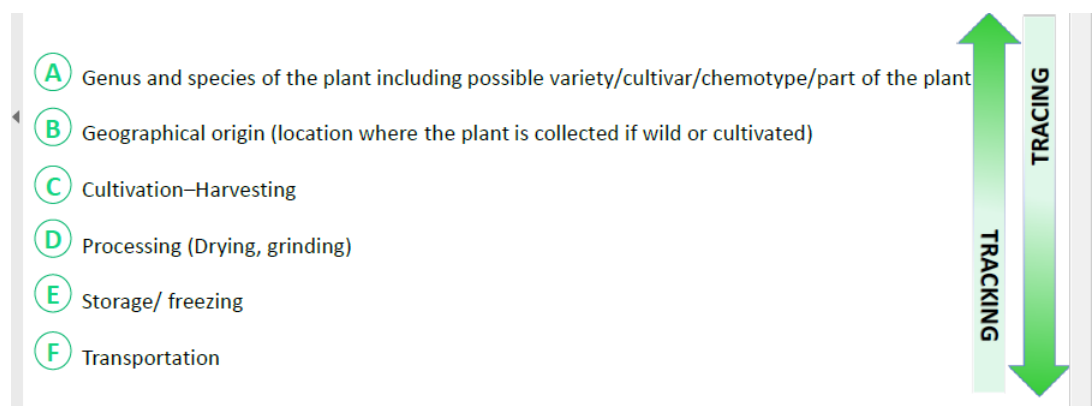 A Genus and species of the plant including possible variety/cultivar/chemotype/part of the plant
B Geographical origin (location where the plant is collected if wild or cultivated)
C Cultivation–Harvesting
D Processing (Drying, grinding)
E Storage/ freezing
F Transportation
TRACKING
TRACING